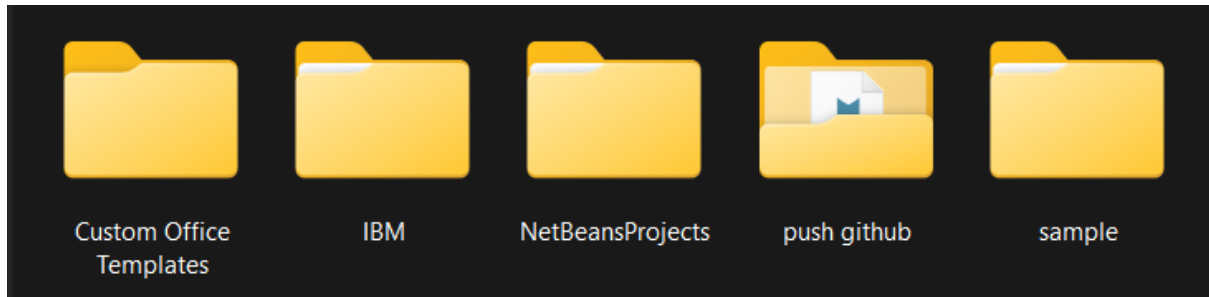 Custom Office
Templates
IBM
NetBeansProjects
push github
sample